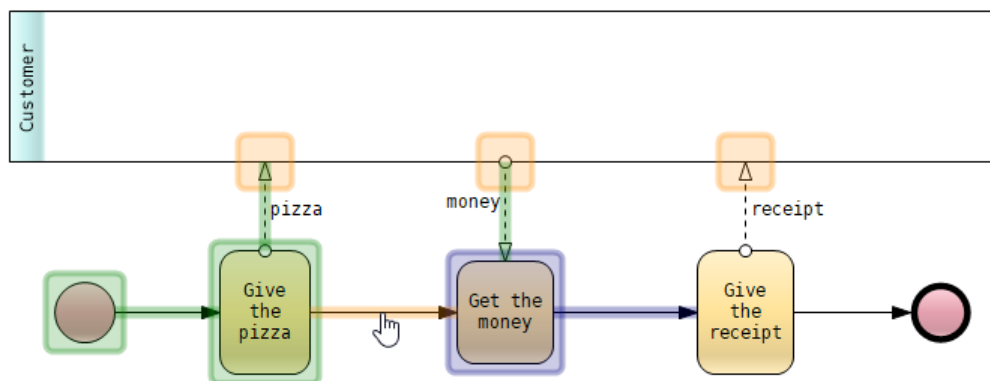 Customer
pizza
money
receipt
Give
the
pizza
Get the
money
Give
the
receipt